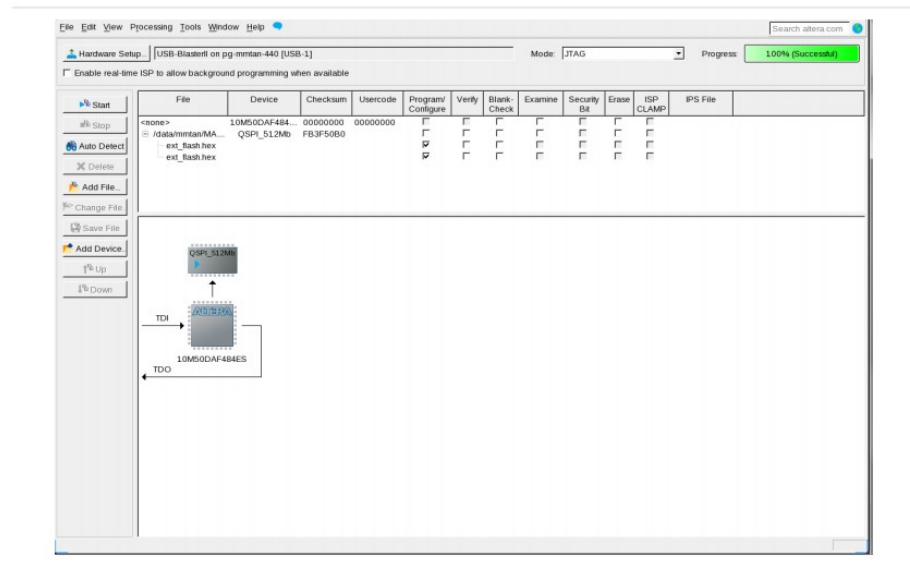 File Edit View Processing Tools Window Help
Search altera.com
Hardware Setup... USB-BlasterII on pg-mmtan-440 [USB-1] Mode: JTAG Progress: 100% (Successful)
Enable real-time ISP to allow background programming when available
Start
Stop
Auto Detect
Delete
Add File...
Change File
Save File
Add Device.
Up
Down
File Device Checksum Usercode Program/Configure Verify Blank-Check Examine Security Bit Erase ISP CLAMP IPS File
<none> 10M50DAF484... 00000000 00000000
/data/mmtan/MA... QSPI_512Mb FB3F50B0
ext_flash.hex
ext_flash.hex
QSPI_512Mb
TDI
ALTERA
10M50DAF484ES
TDO